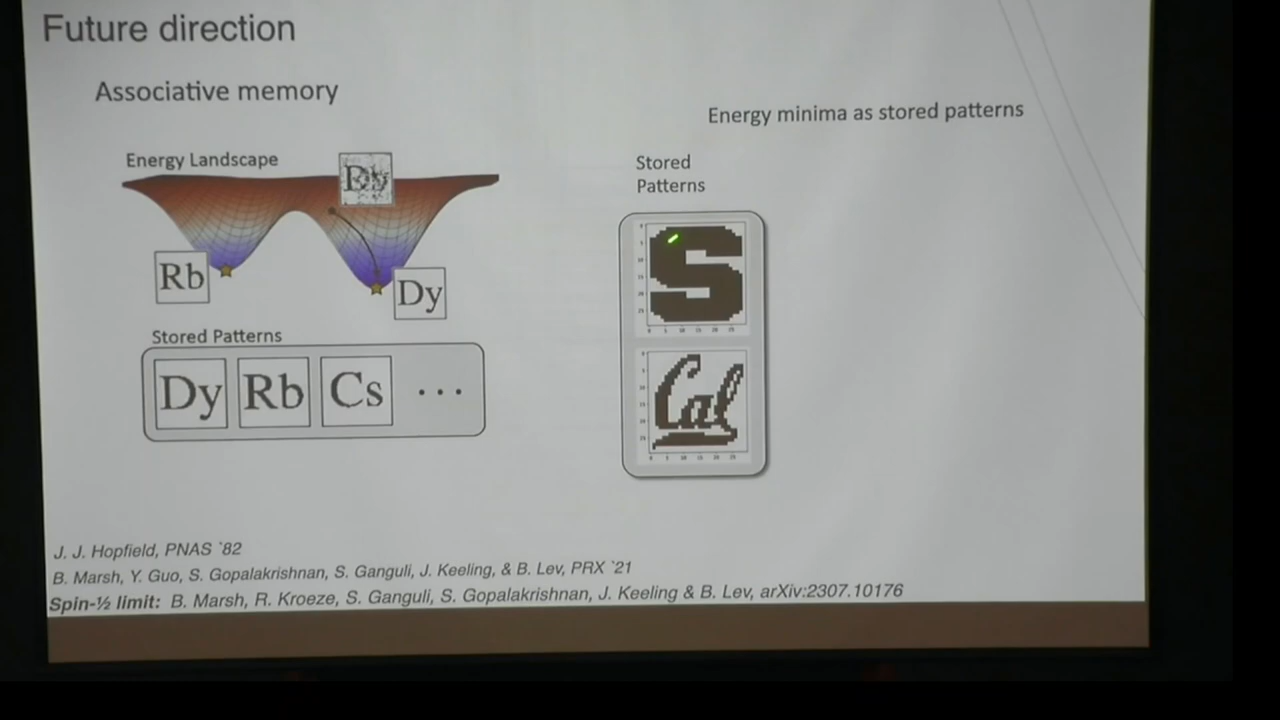 Future direction
Associative memory
Energy Landscape
Dy
Rb
Dy
Stored Patterns
Dy Rb Cs ...
Energy minima as stored patterns
Stored
Patterns
S
Cal
J. J. Hopfield, PNAS `82
B. Marsh, Y. Guo, S. Gopalakrishnan, S. Ganguli, J. Keeling, & B. Lev, PRX `21
Spin-½ limit: B. Marsh, R. Kroeze, S. Ganguli, S. Gopalakrishnan, J. Keeling & B. Lev, arXiv:2307.10176